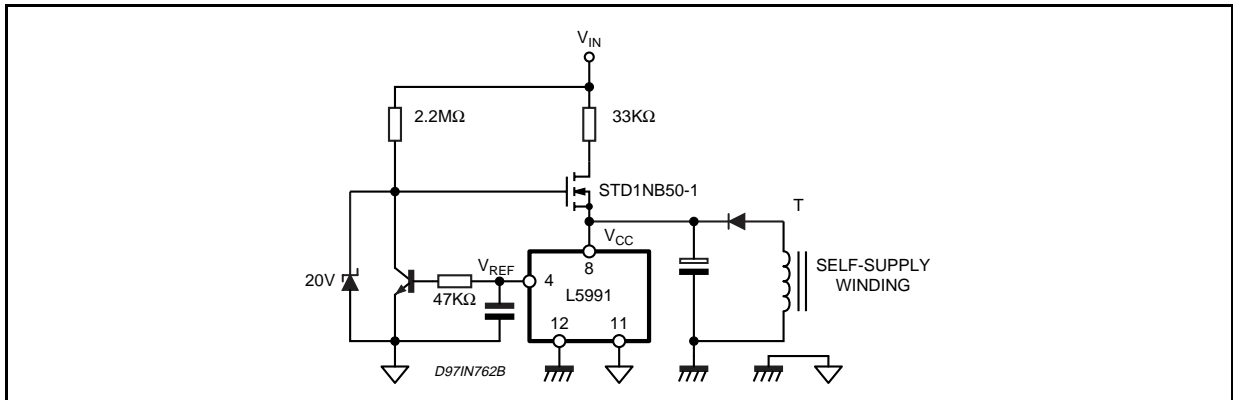 V_IN
2.2MΩ
33KΩ
STD1NB50-1
T
V_CC
8
SELF-SUPPLY
WINDING
20V
V_REF
4
L5991
47KΩ
12
11
D97IN762B